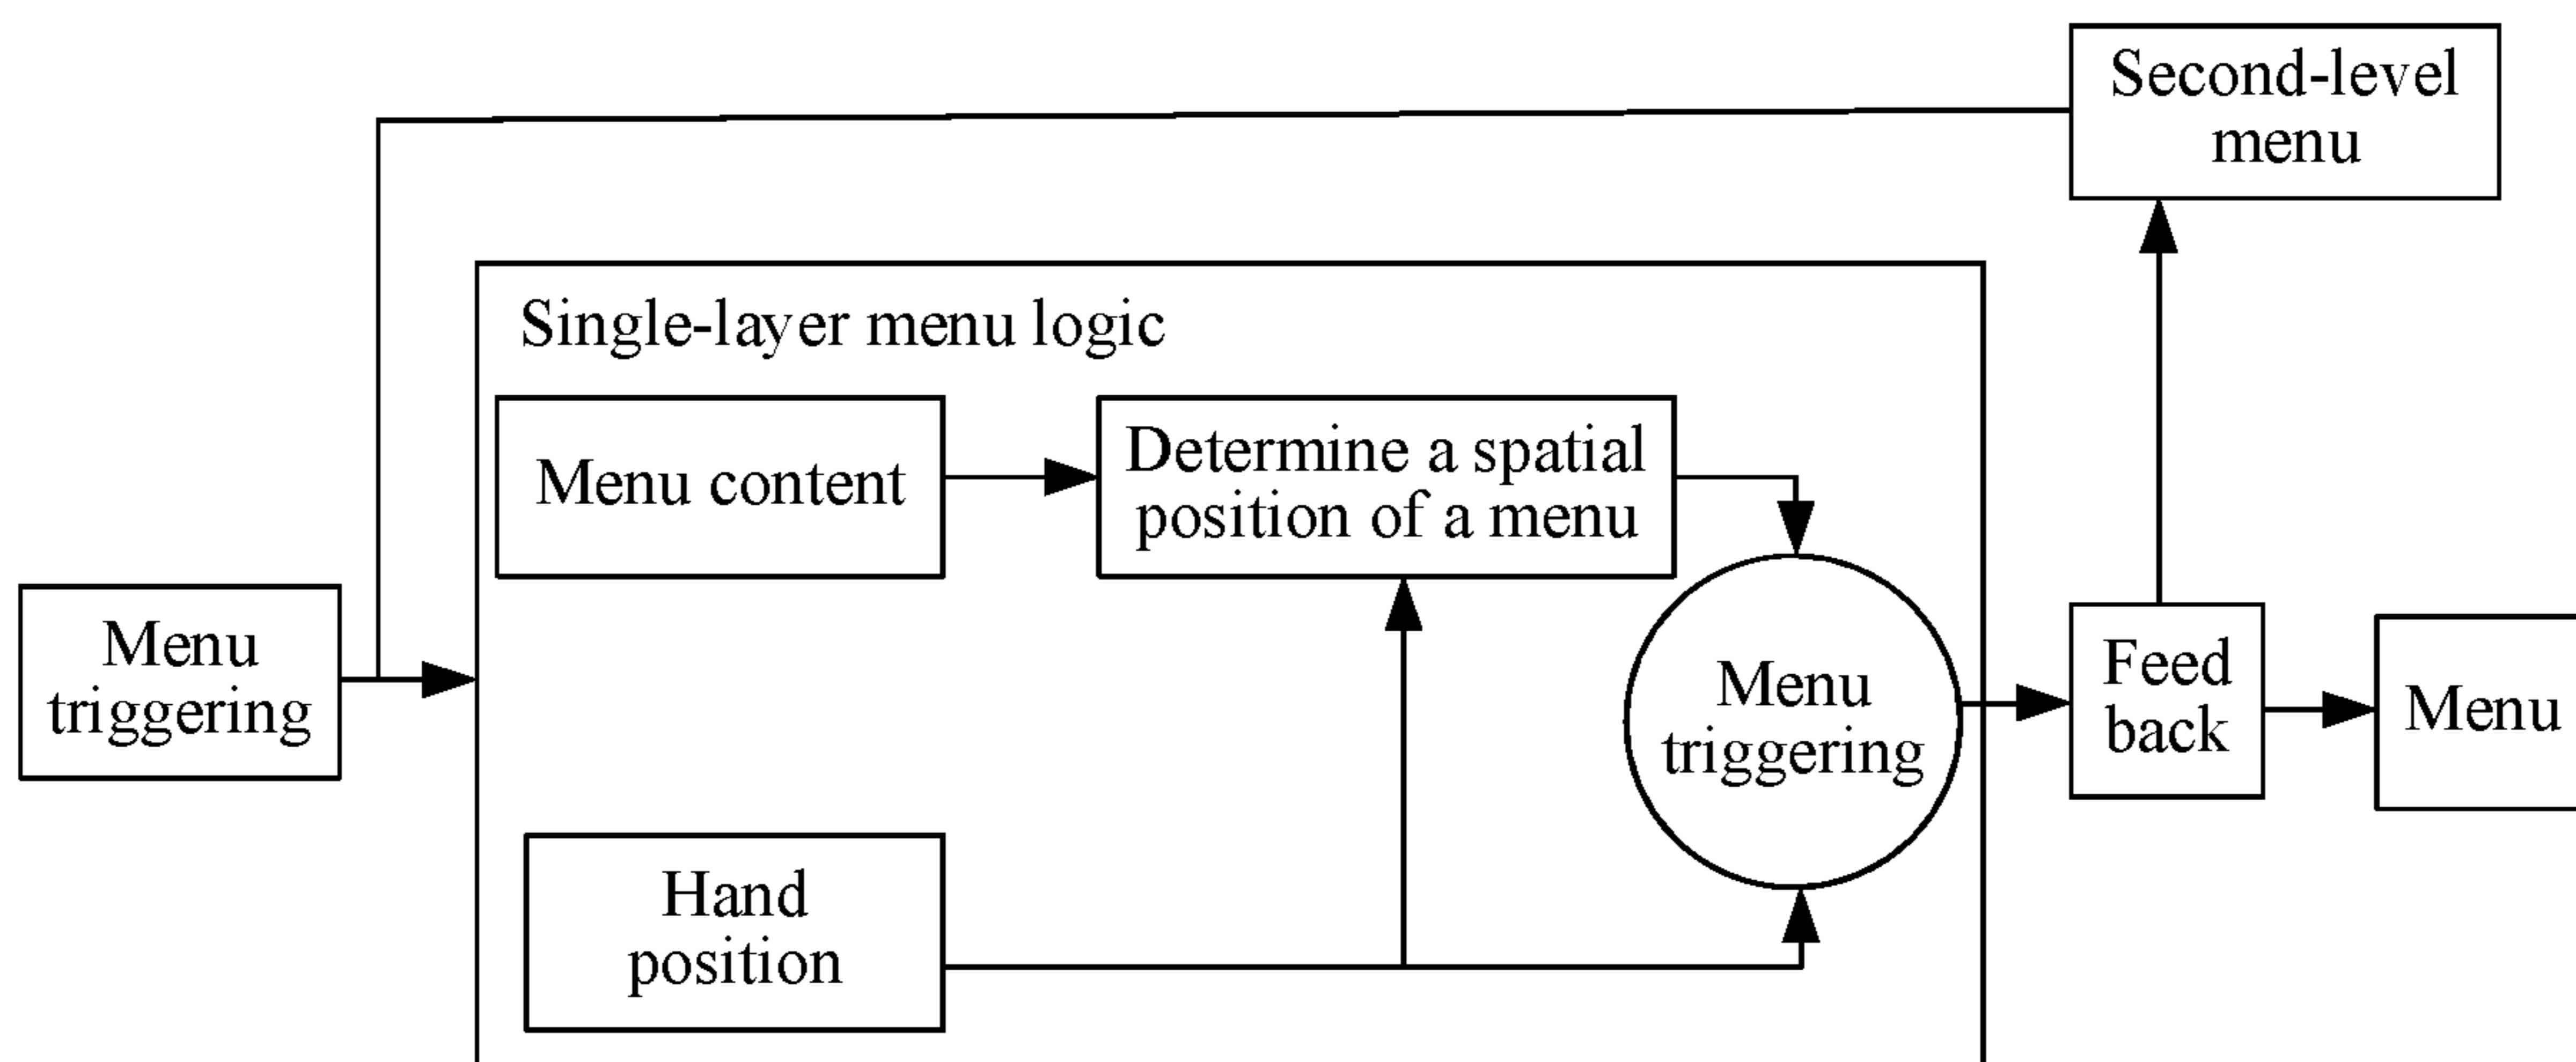 Second-level
menu
Single-layer menu logic
Menu content
Determine a spatial
position of a menu
Menu
triggering
Menu
triggering
Feed
back
Menu
Hand
position